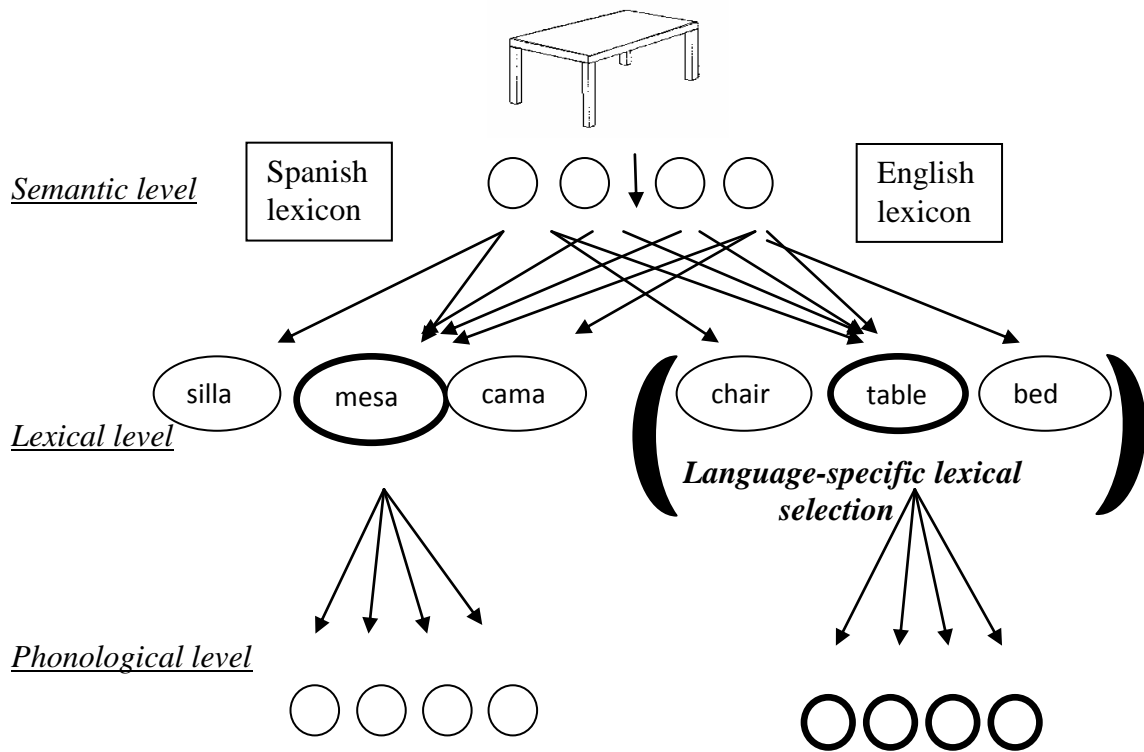 Semantic level
Spanish
lexicon
English
lexicon
silla
mesa
cama
chair
table
bed
Lexical level
Language-specific lexical
selection
Phonological level